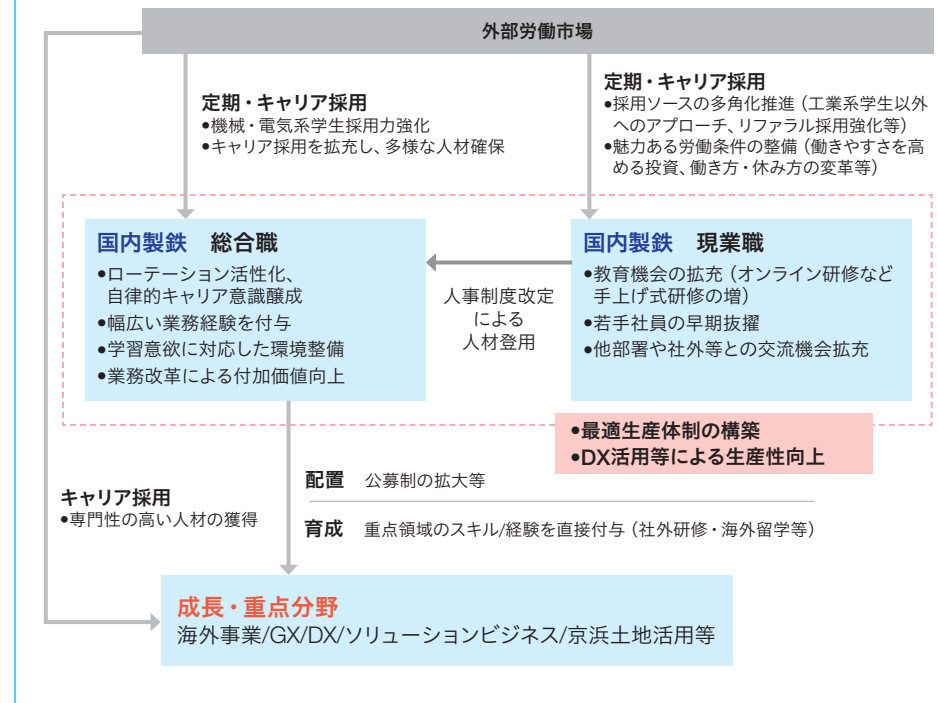 外部労働市場
定期・キャリア採用
•機械・電気系学生採用力強化
•キャリア採用を拡充し、多様な人材確保
定期・キャリア採用
•採用ソースの多角化推進（工業系学生以外
へのアプローチ、リファラル採用強化等）
•魅力ある労働条件の整備（働きやすさを高
める投資、働き方・休み方の変革等）
国内製鉄　総合職
•ローテーション活性化、
自律的キャリア意識醸成
•幅広い業務経験を付与
•学習意欲に対応した環境整備
•業務改革による付加価値向上
人事制度改定
による
人材登用
国内製鉄　現業職
•教育機会の拡充（オンライン研修など
手上げ式研修の増）
•若手社員の早期抜擢
•他部署や社外等との交流機会拡充
•最適生産体制の構築
•DX活用等による生産性向上
配置　公募制の拡大等
育成　重点領域のスキル/経験を直接付与（社外研修・海外留学等）
キャリア採用
•専門性の高い人材の獲得
成長・重点分野
海外事業/GX/DX/ソリューションビジネス/京浜土地活用等